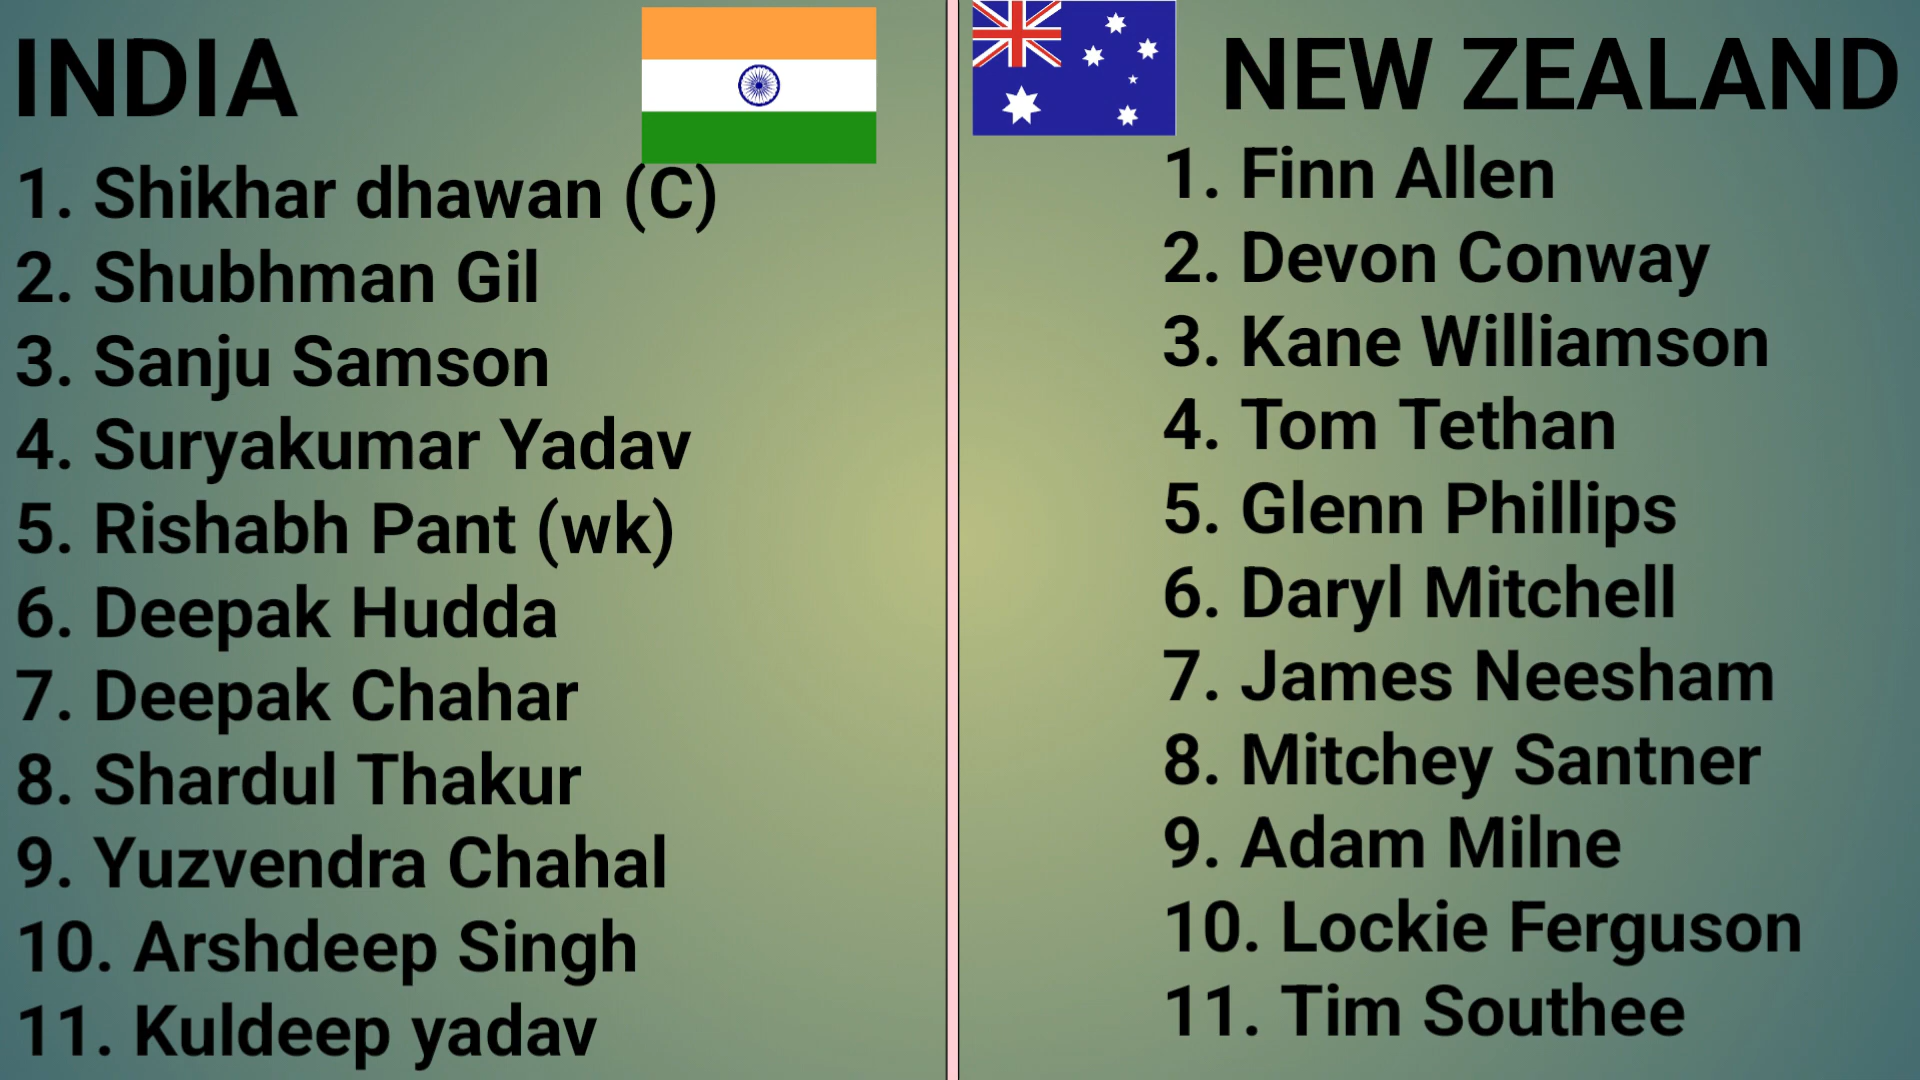 INDIA
1. Shikhar dhawan (C)
2. Shubhman Gil
3. Sanju Samson
4. Suryakumar Yadav
5. Rishabh Pant (wk)
6. Deepak Hudda
7. Deepak Chahar
8. Shardul Thakur
9. Yuzvendra Chahal
10. Arshdeep Singh
11. Kuldeep yadav
NEW ZEALAND
1. Finn Allen
2. Devon Conway
3. Kane Williamson
4. Tom Tethan
5. Glenn Phillips
6. Daryl Mitchell
7. James Neesham
8. Mitchey Santner
9. Adam Milne
10. Lockie Ferguson
11. Tim Southee